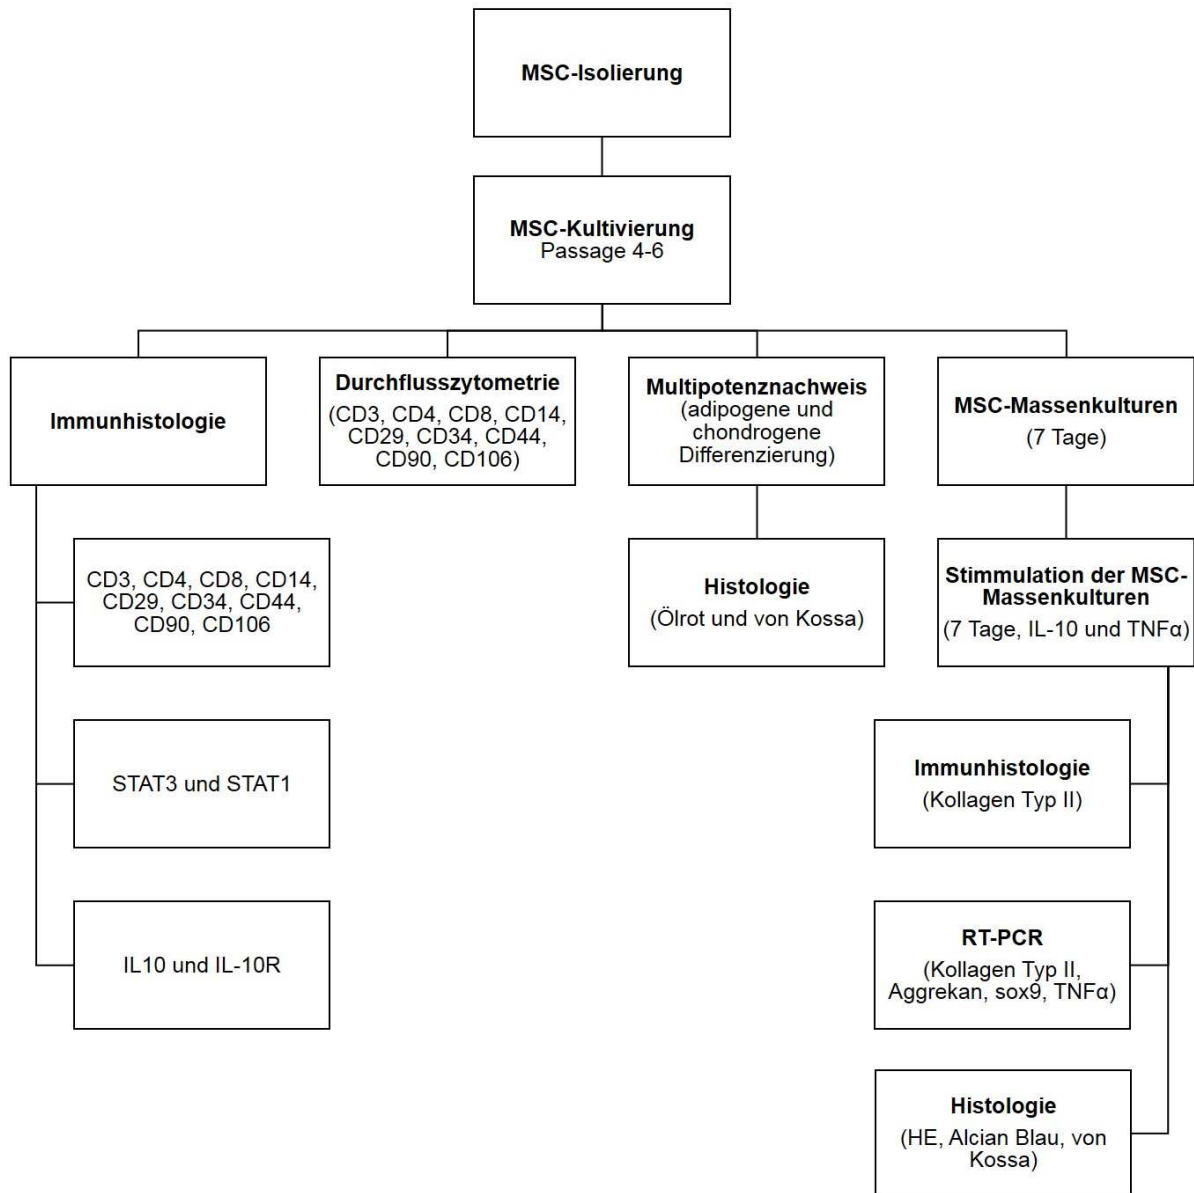 MSC-Isolierung
MSC-Kultivierung
Passage 4-6
Immunhistologie
Durchflusszytometrie
(CD3, CD4, CD8, CD14,
CD29, CD34, CD44,
CD90, CD106)
Multipotenznachweis
(adipogene und
chondrogene
Differenzierung)
MSC-Massenkulturen
(7 Tage)
CD3, CD4, CD8, CD14,
CD29, CD34, CD44,
CD90, CD106
Histologie
(Ölrot und von Kossa)
Stimmulation der MSC-
Massenkulturen
(7 Tage, IL-10 und TNFα)
STAT3 und STAT1
Immunhistologie
(Kollagen Typ II)
IL10 und IL-10R
RT-PCR
(Kollagen Typ II,
Aggrekan, sox9, TNFα)
Histologie
(HE, Alcian Blau, von
Kossa)